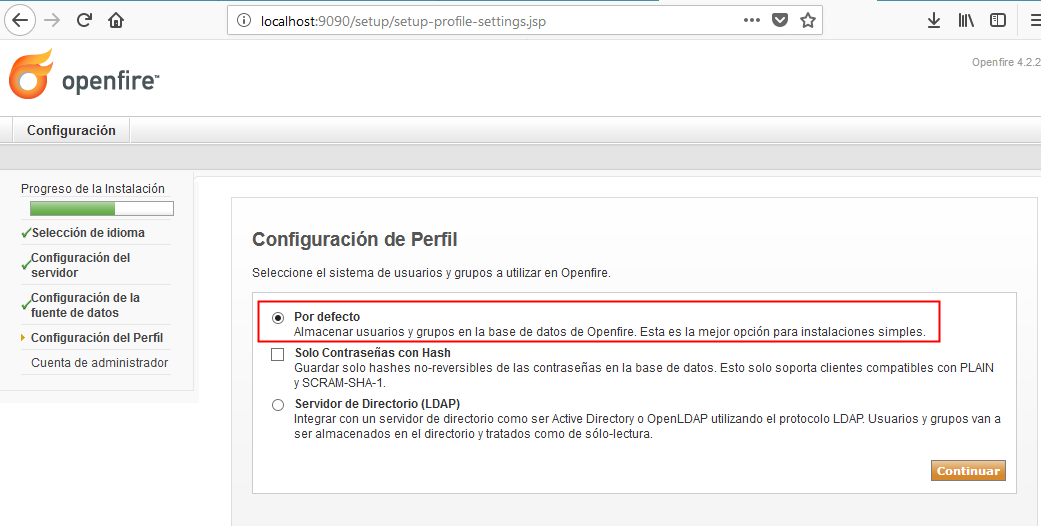 localhost:9090/setup/setup-profile-settings.jsp
openfire™
Openfire 4.2.2
Configuración
Progreso de la Instalación
Selección de idioma
Configuración del
servidor
Configuración de la
fuente de datos
Configuración del Perfil
Cuenta de administrador
Configuración de Perfil
Seleccione el sistema de usuarios y grupos a utilizar en Openfire.
Por defecto
Almacenar usuarios y grupos en la base de datos de Openfire. Esta es la mejor opción para instalaciones simples.
Solo Contraseñas con Hash
Guardar solo hashes no-reversibles de las contraseñas en la base de datos. Esto solo soporta clientes compatibles con PLAIN
y SCRAM-SHA-1.
Servidor de Directorio (LDAP)
Integrar con un servidor de directorio como ser Active Directory o OpenLDAP utilizando el protocolo LDAP. Usuarios y grupos van a
ser almacenados en el directorio y tratados como de sólo-lectura.
Continuar